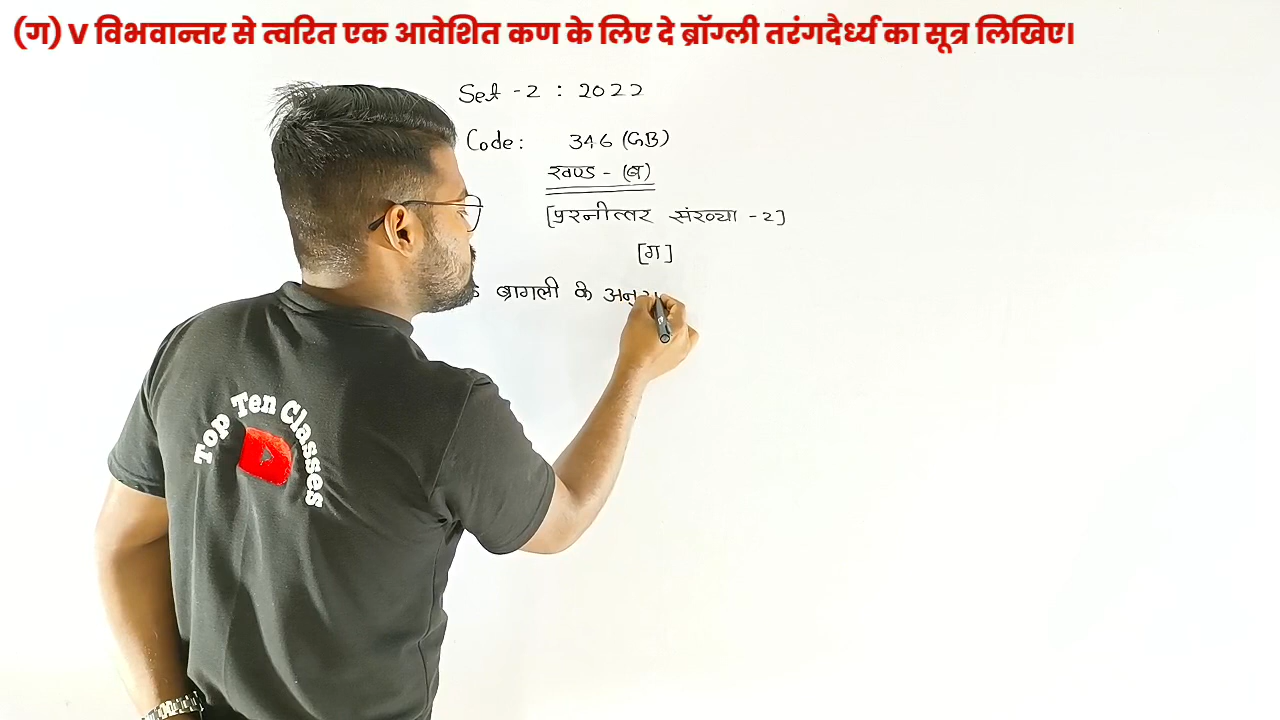 (ग) V विभवान्तर से त्वरित एक आवेशित कण के लिए दे ब्रॉग्ली तरंगदैर्ध्य का सूत्र लिखिए।
Set - 2 : 2022
Code: 346 (GB)
खण्ड - (ब)
[प्रश्नोत्तर संख्या - 2]
[ग]
ब्रागली के
Top Ten Classes